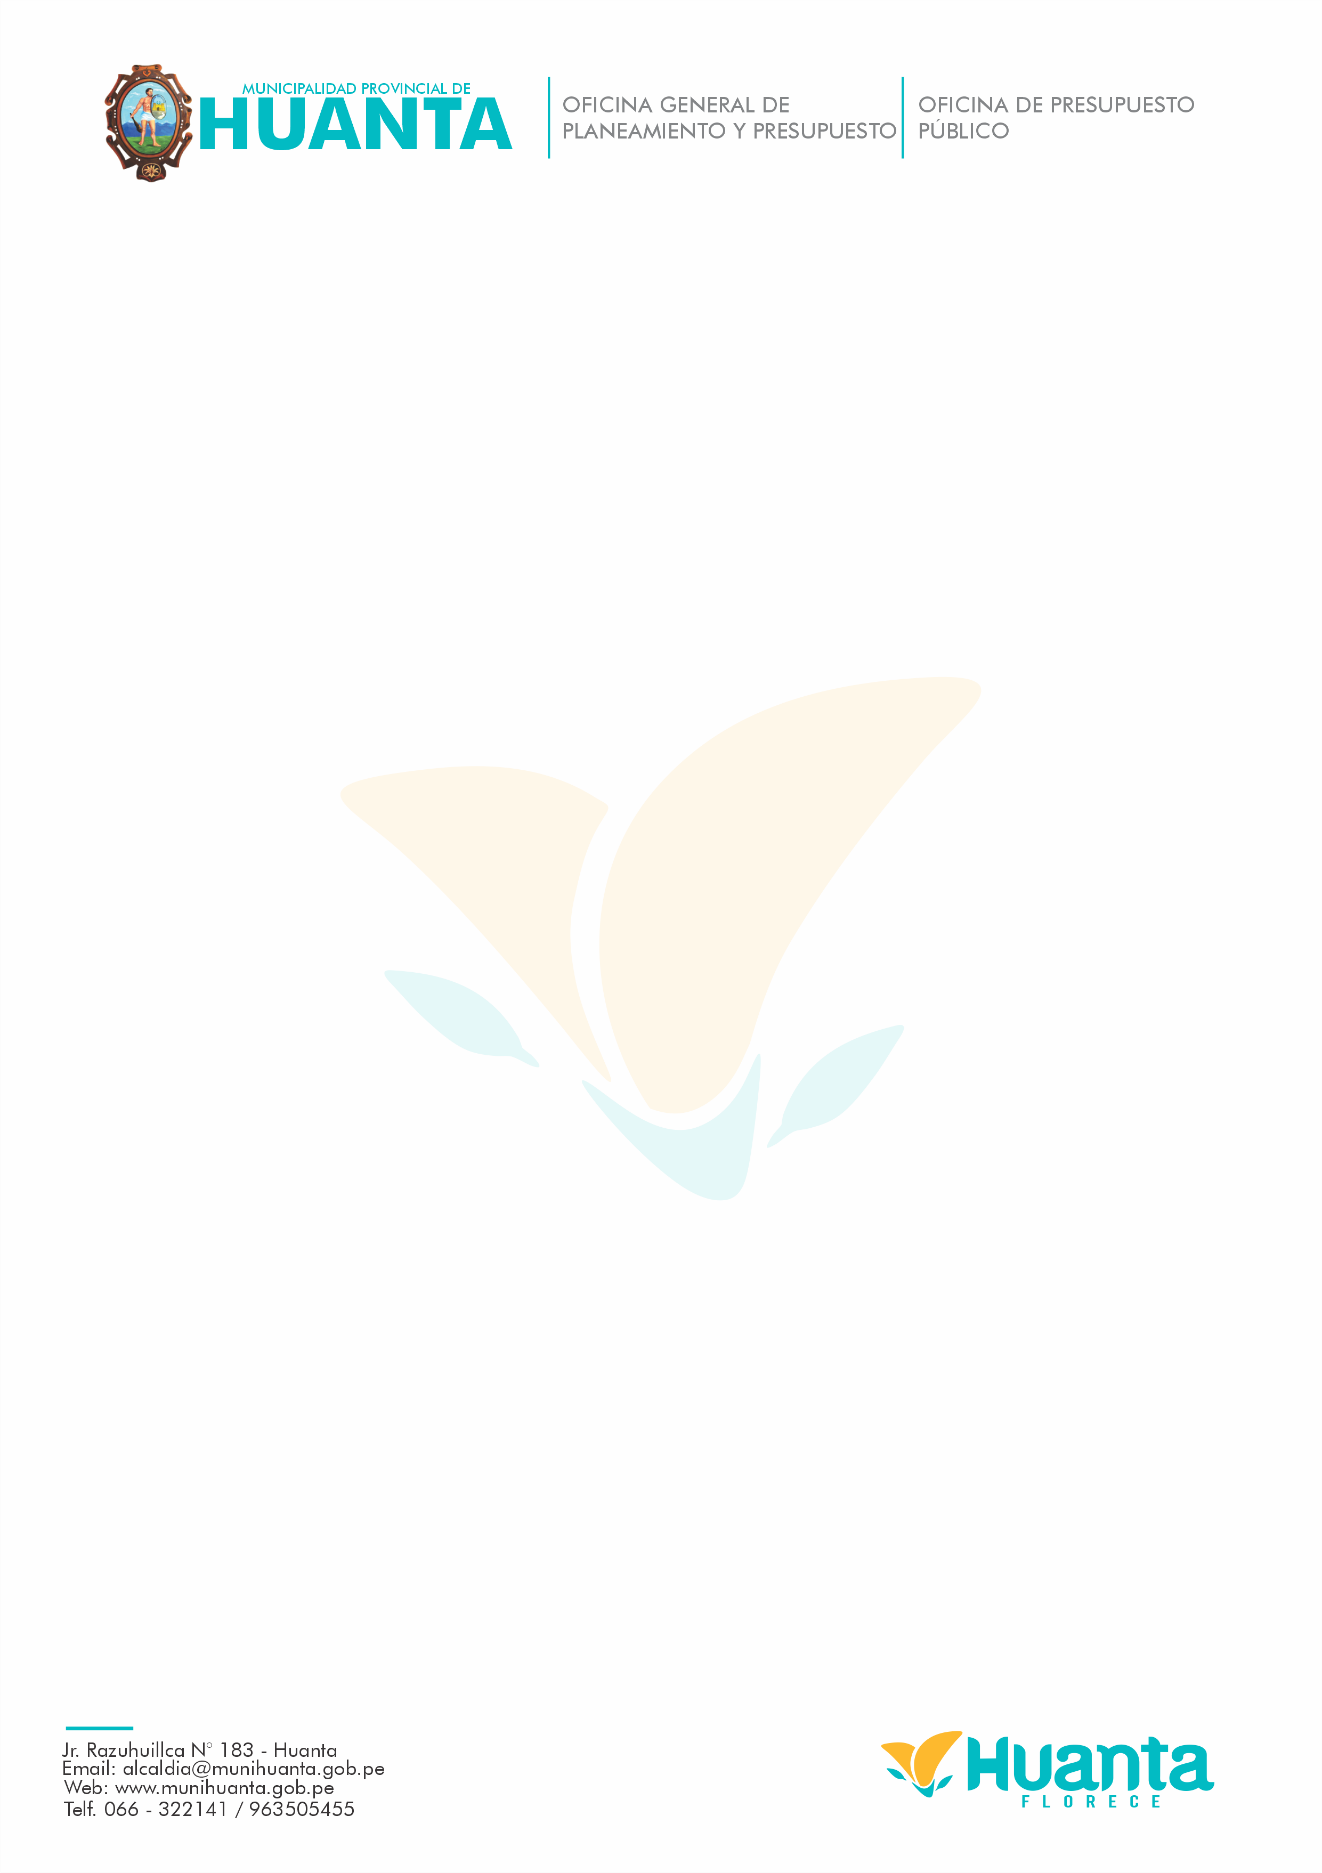 MUNICIPALIDAD PROVINCIAL DE
HUANTA
OFICINA GENERAL DE
PLANEAMIENTO Y PRESUPUESTO
OFICINA DE PRESUPUESTO
PÚBLICO
Jr. Razuhuillca N° 183 - Huanta
Email: alcaldia@munihuanta.gob.pe
Web: www.munihuanta.gob.pe
Telf. 066 - 322141 / 963505455
Huanta
FLORECE